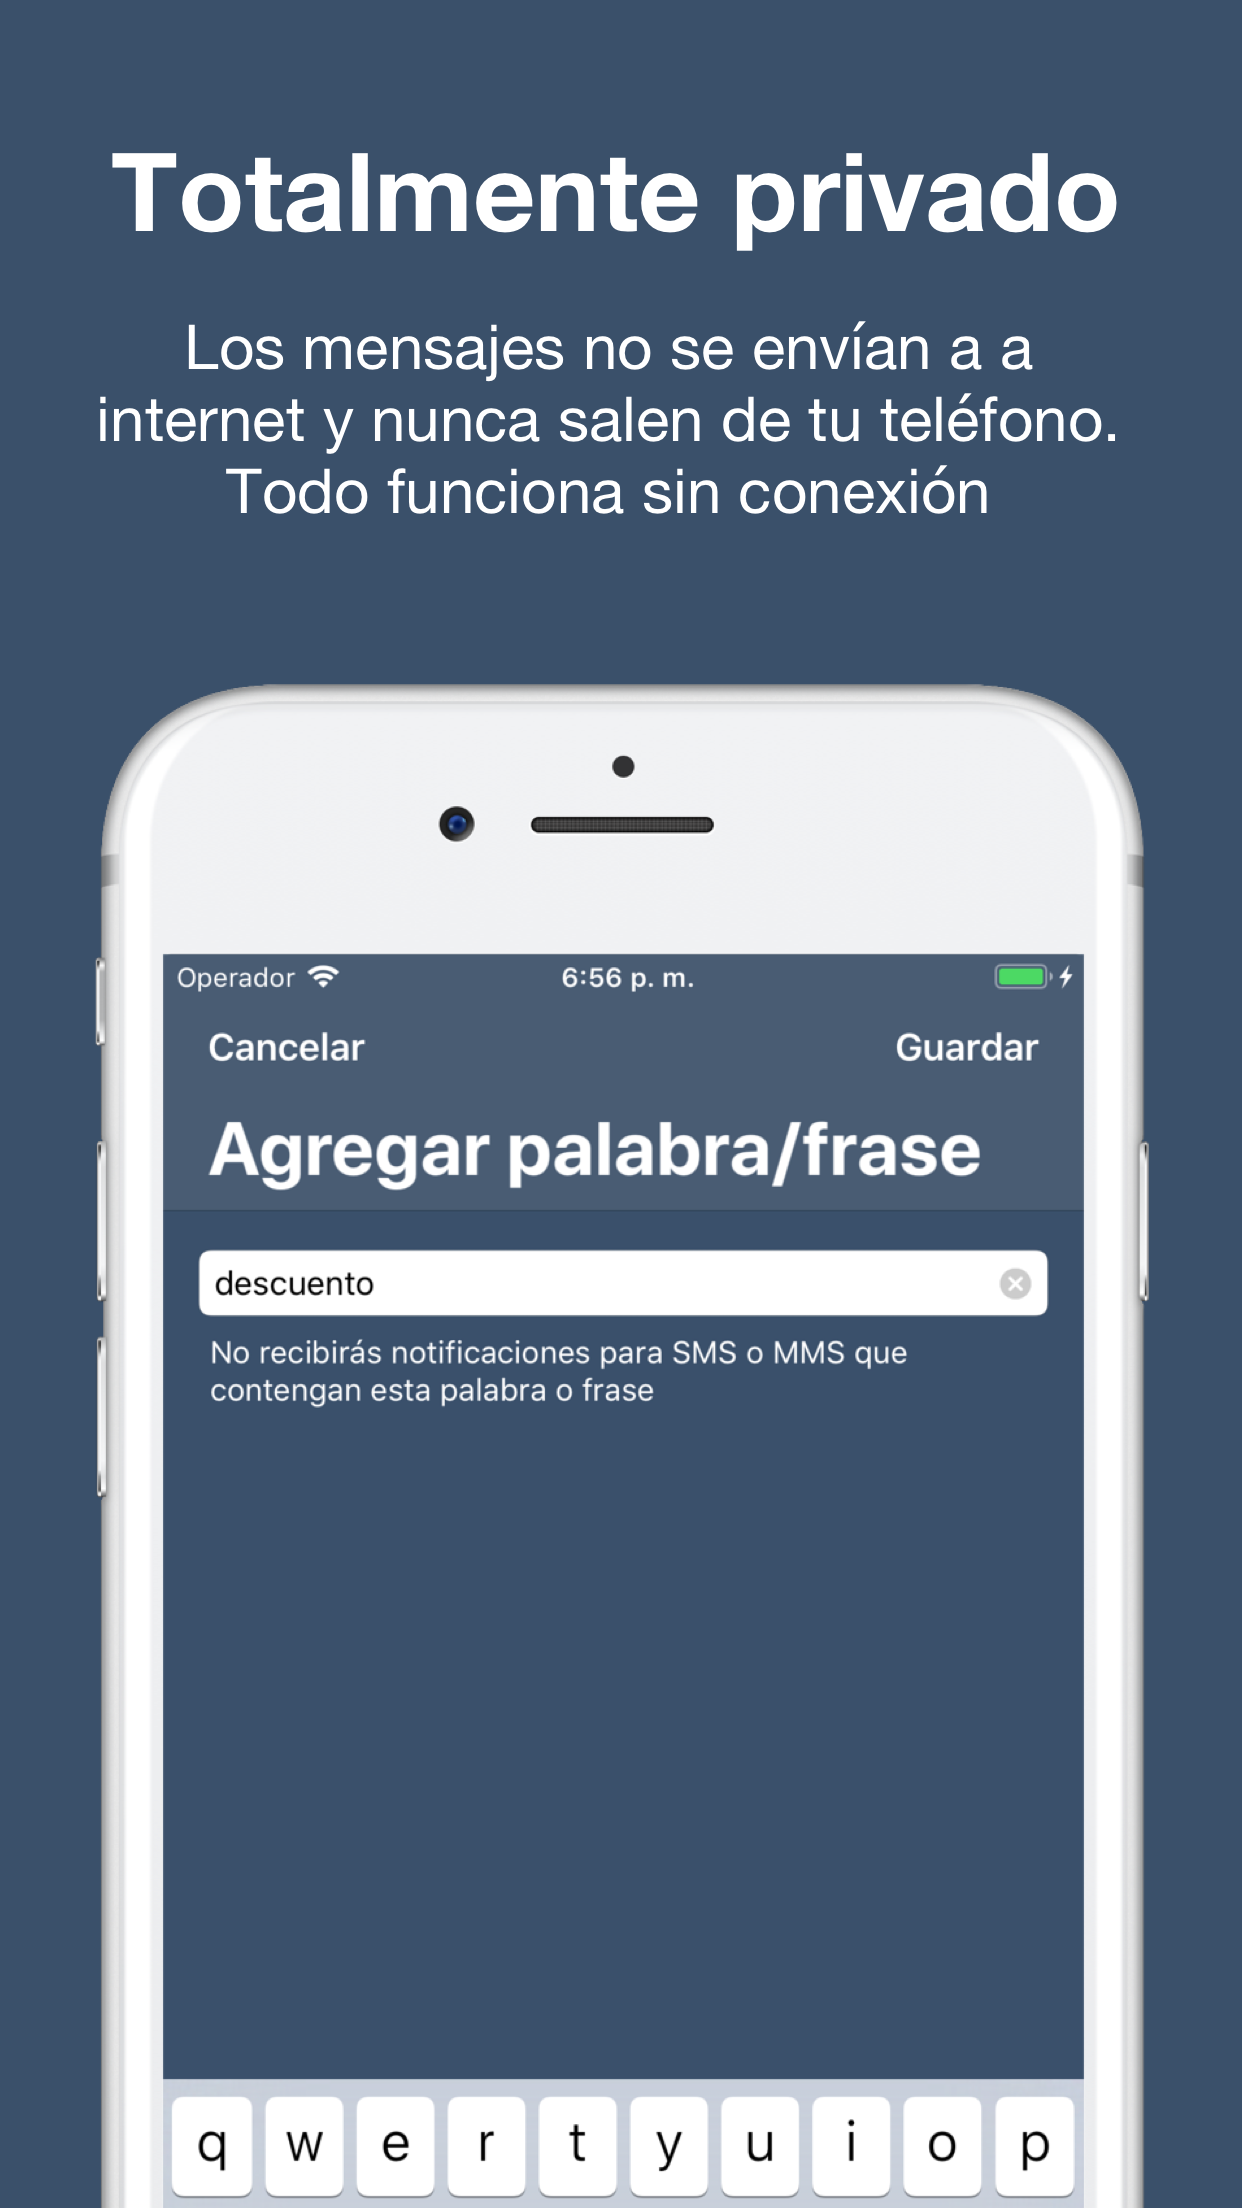 Totalmente privado
Los mensajes no se envían a a
internet y nunca salen de tu teléfono.
Todo funciona sin conexión
Operador 6:56 p. m.
Cancelar Guardar
Agregar palabra/frase
descuento
No recibirás notificaciones para SMS o MMS que
contengan esta palabra o frase
q w e r t y u i o p